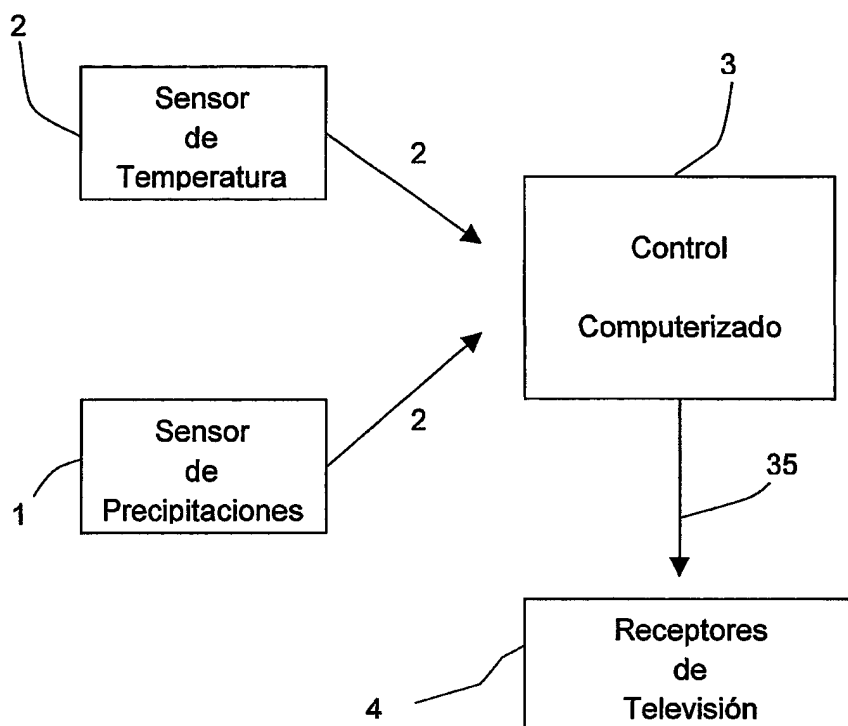 2
Sensor
de
Temperatura
2
3
Control
Computerizado
Sensor
de
Precipitaciones
2
1
35
Receptores
de
Televisión
4